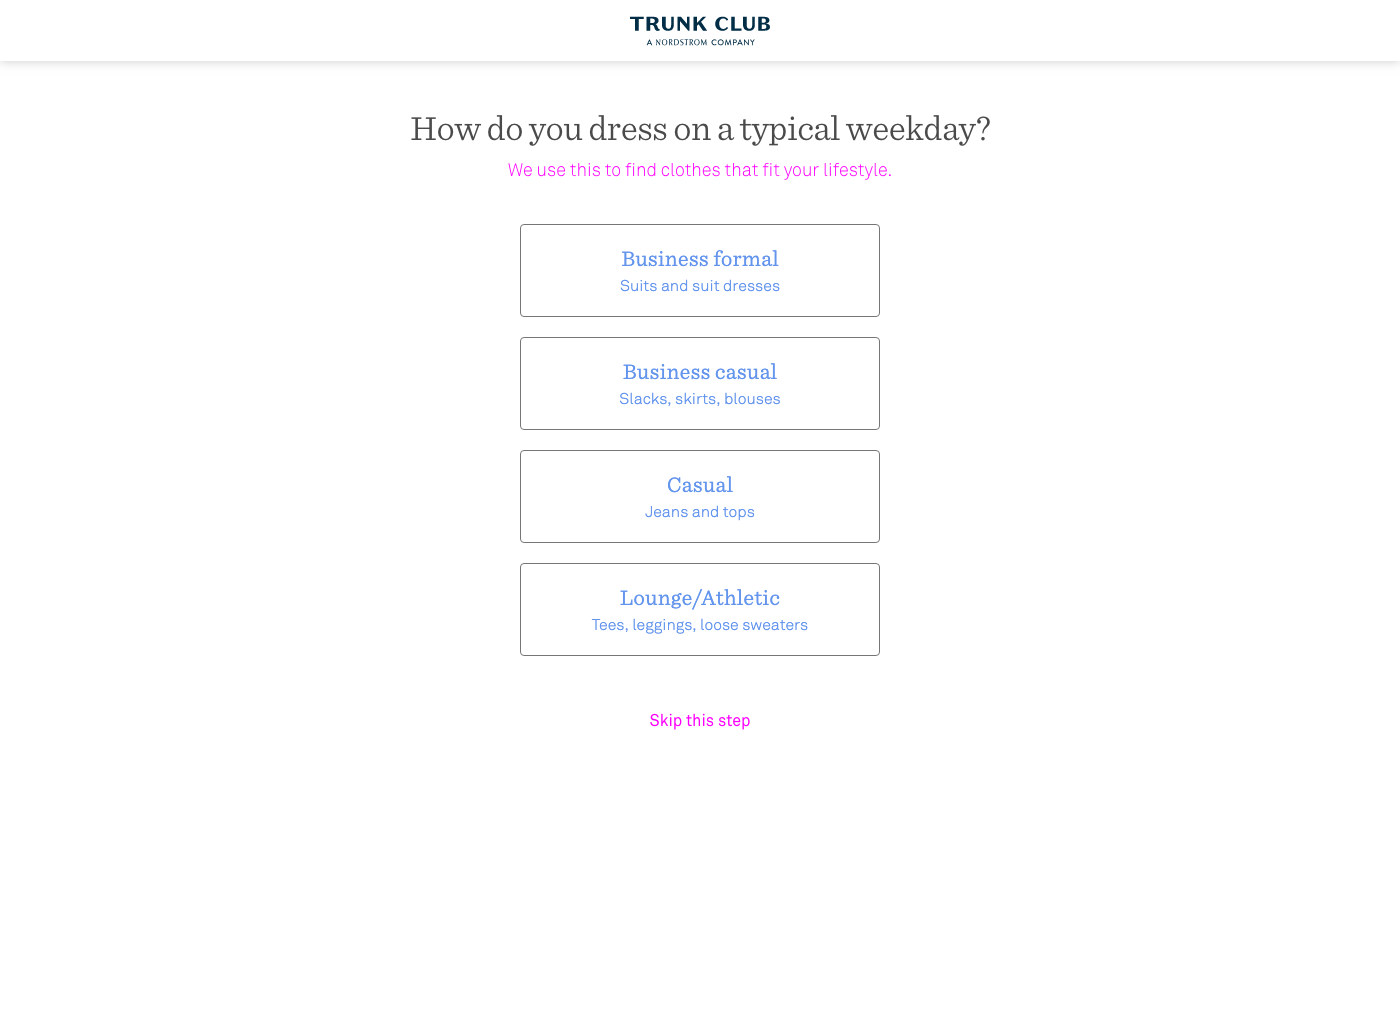 TRUNK CLUB
A NORDSTROM COMPANY
How do you dress on a typical weekday?
We use this to find clothes that fit your lifestyle.
Business formal
Suits and suit dresses
Business casual
Slacks, skirts, blouses
Casual
Jeans and tops
Lounge/Athletic
Tees, leggings, loose sweaters
Skip this step